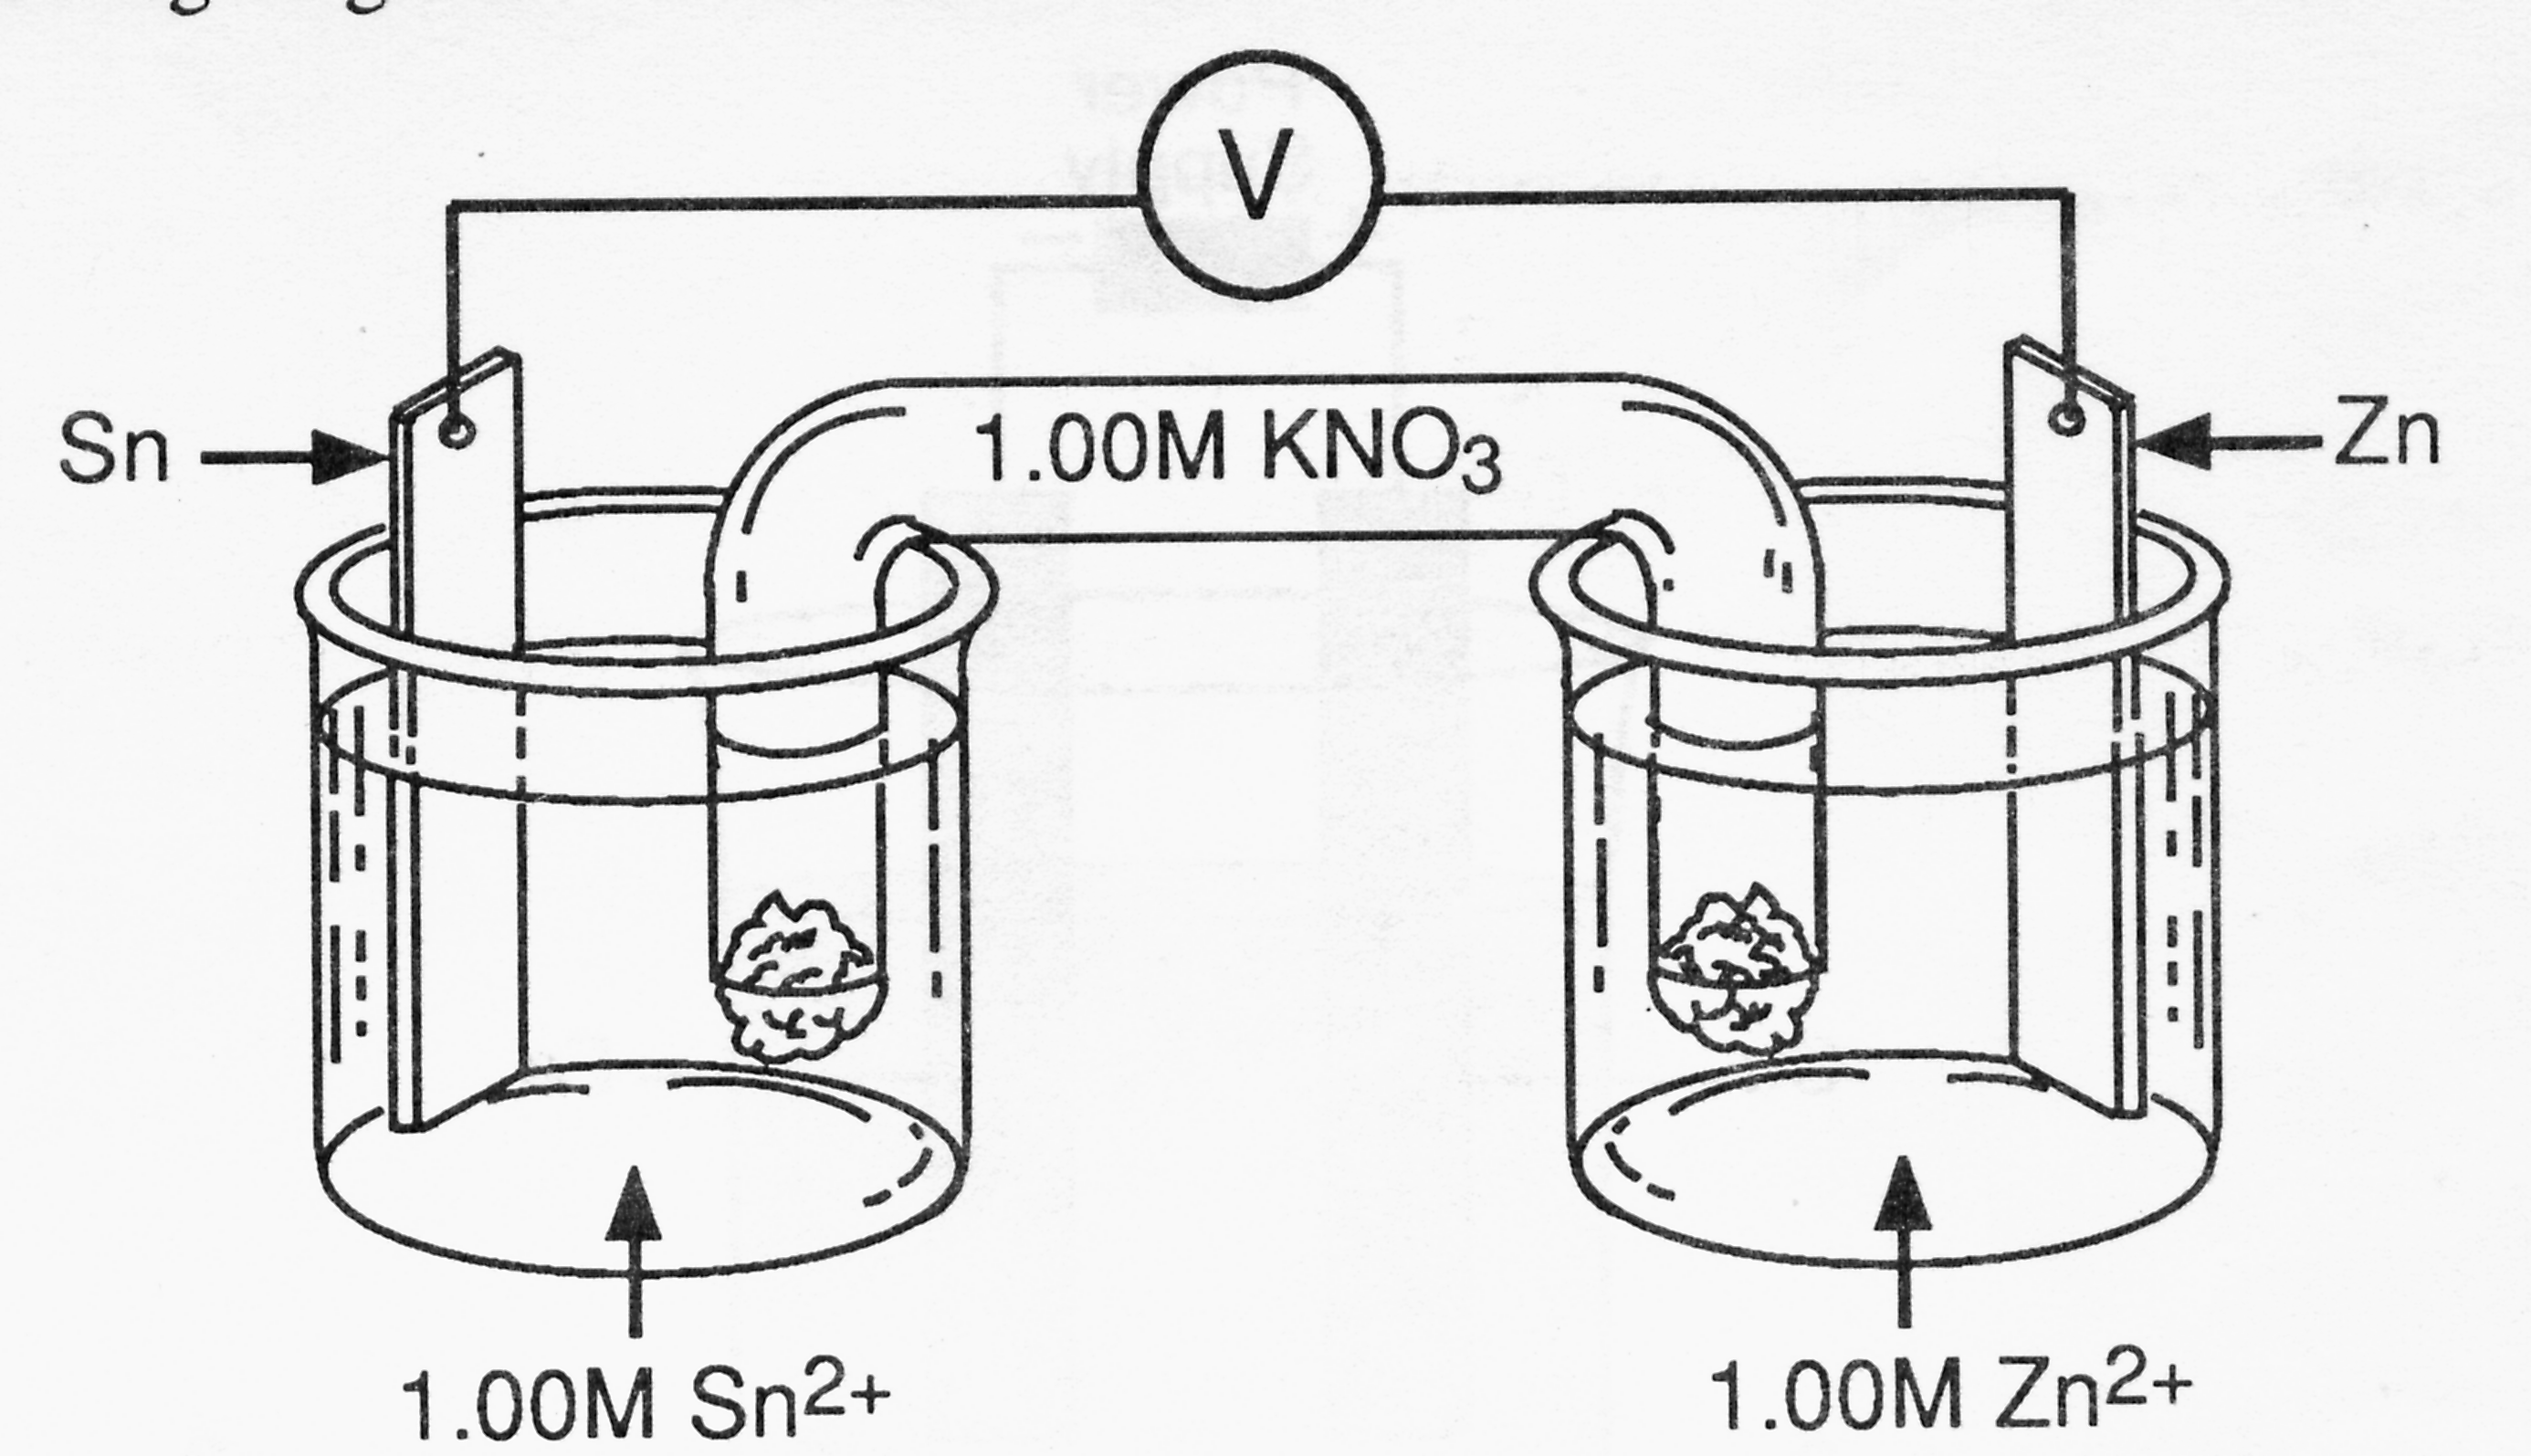 V
1.00M KNO3
Sn
Zn
1.00M Sn2+
1.00M Zn2+